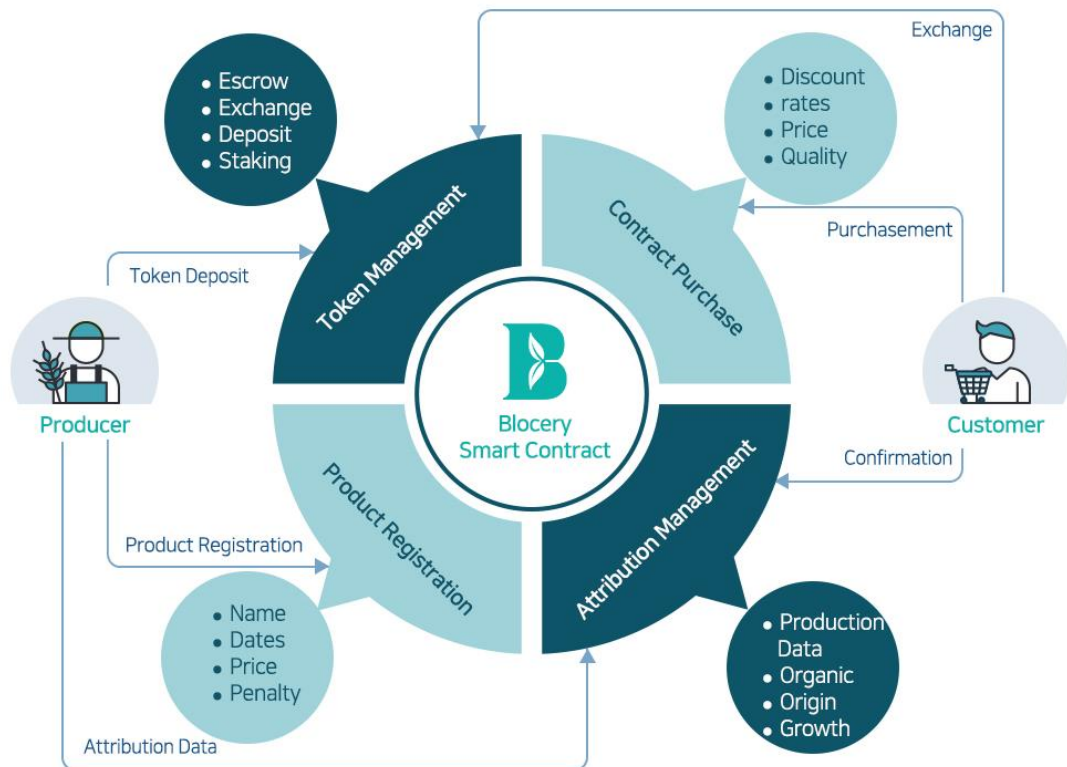 Exchange
• Escrow
• Exchange
• Deposit
• Staking
• Discount
• rates
• Price
• Quality
Token Management
Contract Purchase
Purchasement
Token Deposit
B
Blocery
Smart Contract
Producer
Customer
Confirmation
Product Registration
Attribution Management
Product Registration
• Name
• Dates
• Price
• Penalty
• Production
Data
• Organic
• Origin
• Growth
Attribution Data